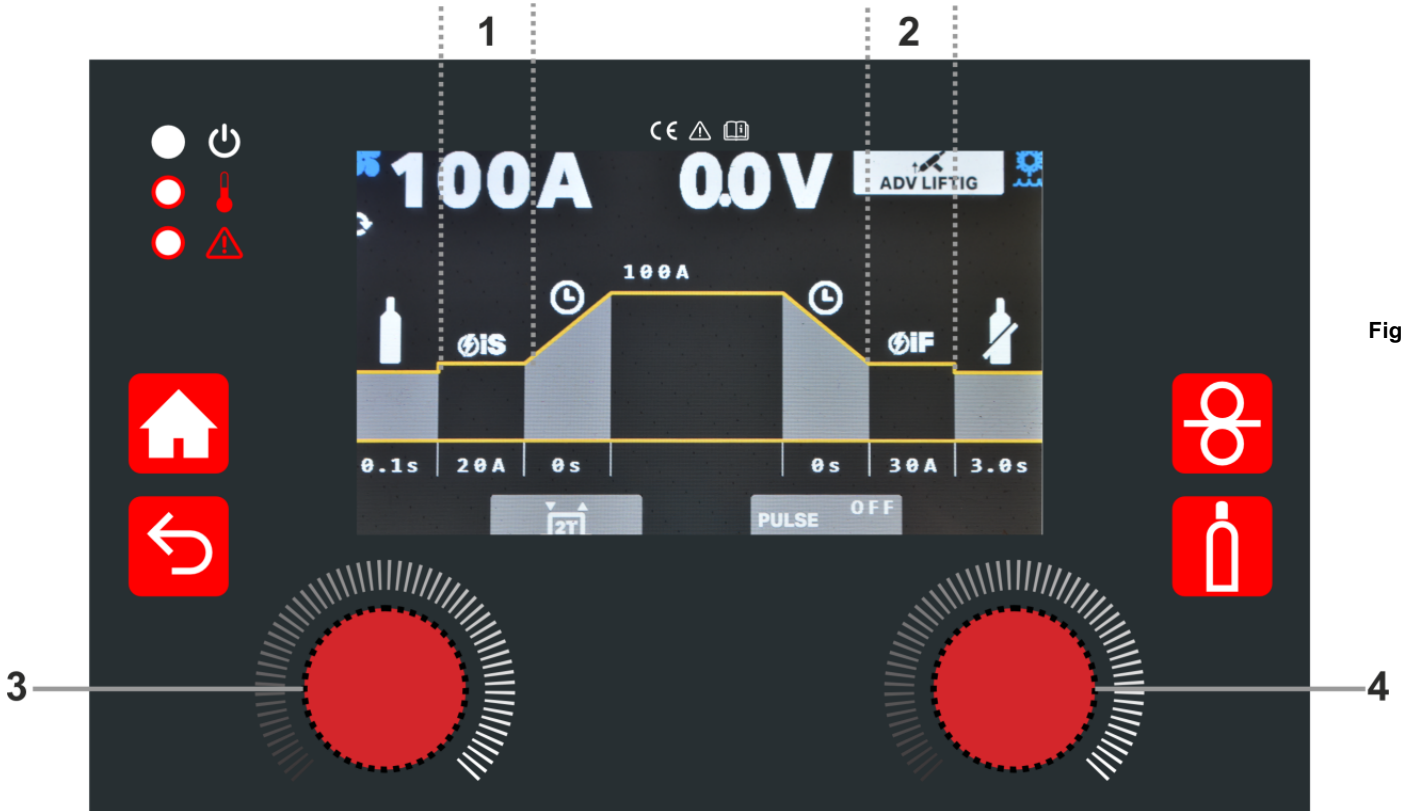 1
2
CE
100A
0.0V
ADV LIFTIG
100A
iS
iF
Fig
0.1s
20A
0s
0s
30A
3.0s
2T
PULSE
OFF
3
4